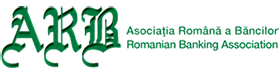 ARB
Asociația Română a Băncilor
Romanian Banking Association